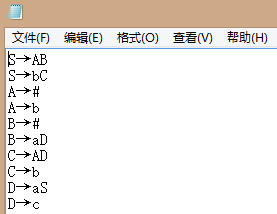 文件(F) 编辑(E) 格式(O) 查看(V) 帮助(H)
S→AB
S→bC
A→#
A→b
B→#
B→aD
C→AD
C→b
D→aS
D→c